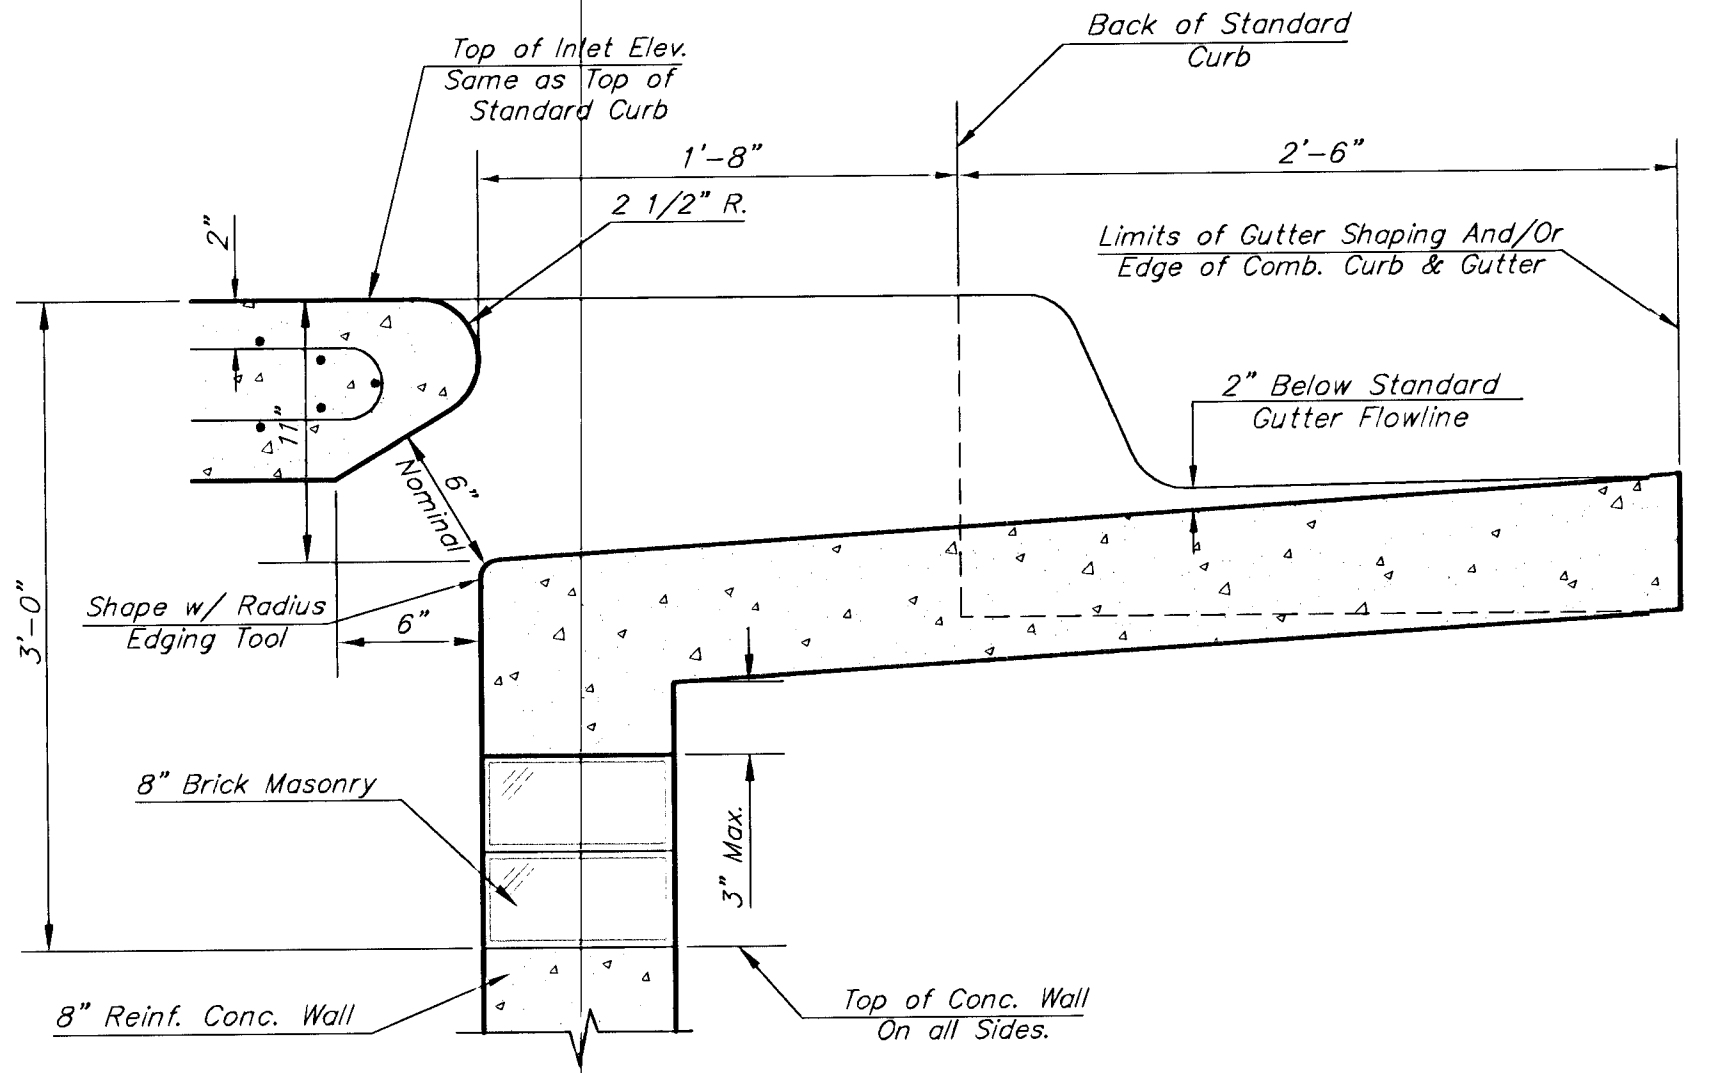 Back of Standard
Curb
Top of Inlet Elev.
Same as Top of
Standard Curb
1'-8"
2'-6"
2 1/2" R.
2"
Limits of Gutter Shaping And/Or
Edge of Comb. Curb & Gutter
2" Below Standard
Gutter Flowline
11"
6"
Nominal
3'-0"
Shape w/ Radius
Edging Tool
6"
8" Brick Masonry
3" Max.
8" Reinf. Conc. Wall
Top of Conc. Wall
On all Sides.